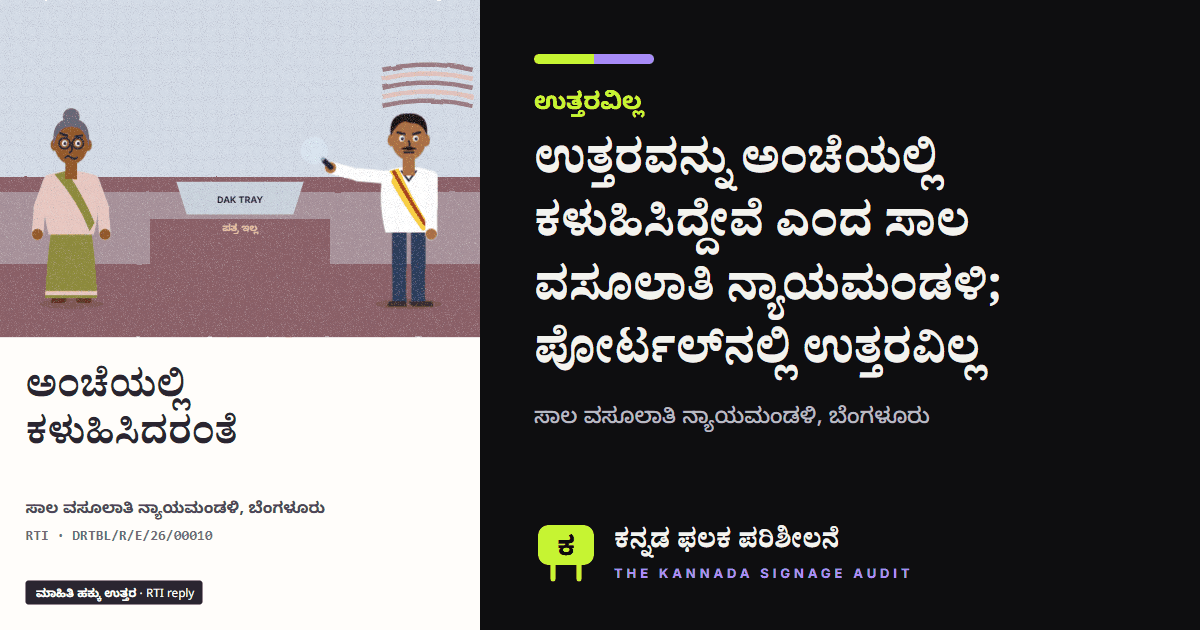 DAK TRAY
ಪತ್ರ ಇಲ್ಲ
ಅಂಚೆಯಲ್ಲಿ
ಕಳುಹಿಸಿದರಂತೆ
ಸಾಲ ವಸೂಲಾತಿ ನ್ಯಾಯಮಂಡಳಿ, ಬೆಂಗಳೂರು
RTI · DRTBL/R/E/26/00010
ಮಾಹಿತಿ ಹಕ್ಕು ಉತ್ತರ · RTI reply
ಉತ್ತರವಿಲ್ಲ
ಉತ್ತರವನ್ನು ಅಂಚೆಯಲ್ಲಿ
ಕಳುಹಿಸಿದ್ದೇವೆ ಎಂದ ಸಾಲ
ವಸೂಲಾತಿ ನ್ಯಾಯಮಂಡಳಿ;
ಪೋರ್ಟಲ್‌ನಲ್ಲಿ ಉತ್ತರವಿಲ್ಲ
ಸಾಲ ವಸೂಲಾತಿ ನ್ಯಾಯಮಂಡಳಿ, ಬೆಂಗಳೂರು
ಕ
ಕನ್ನಡ ಫಲಕ ಪರಿಶೀಲನೆ
THE KANNADA SIGNAGE AUDIT